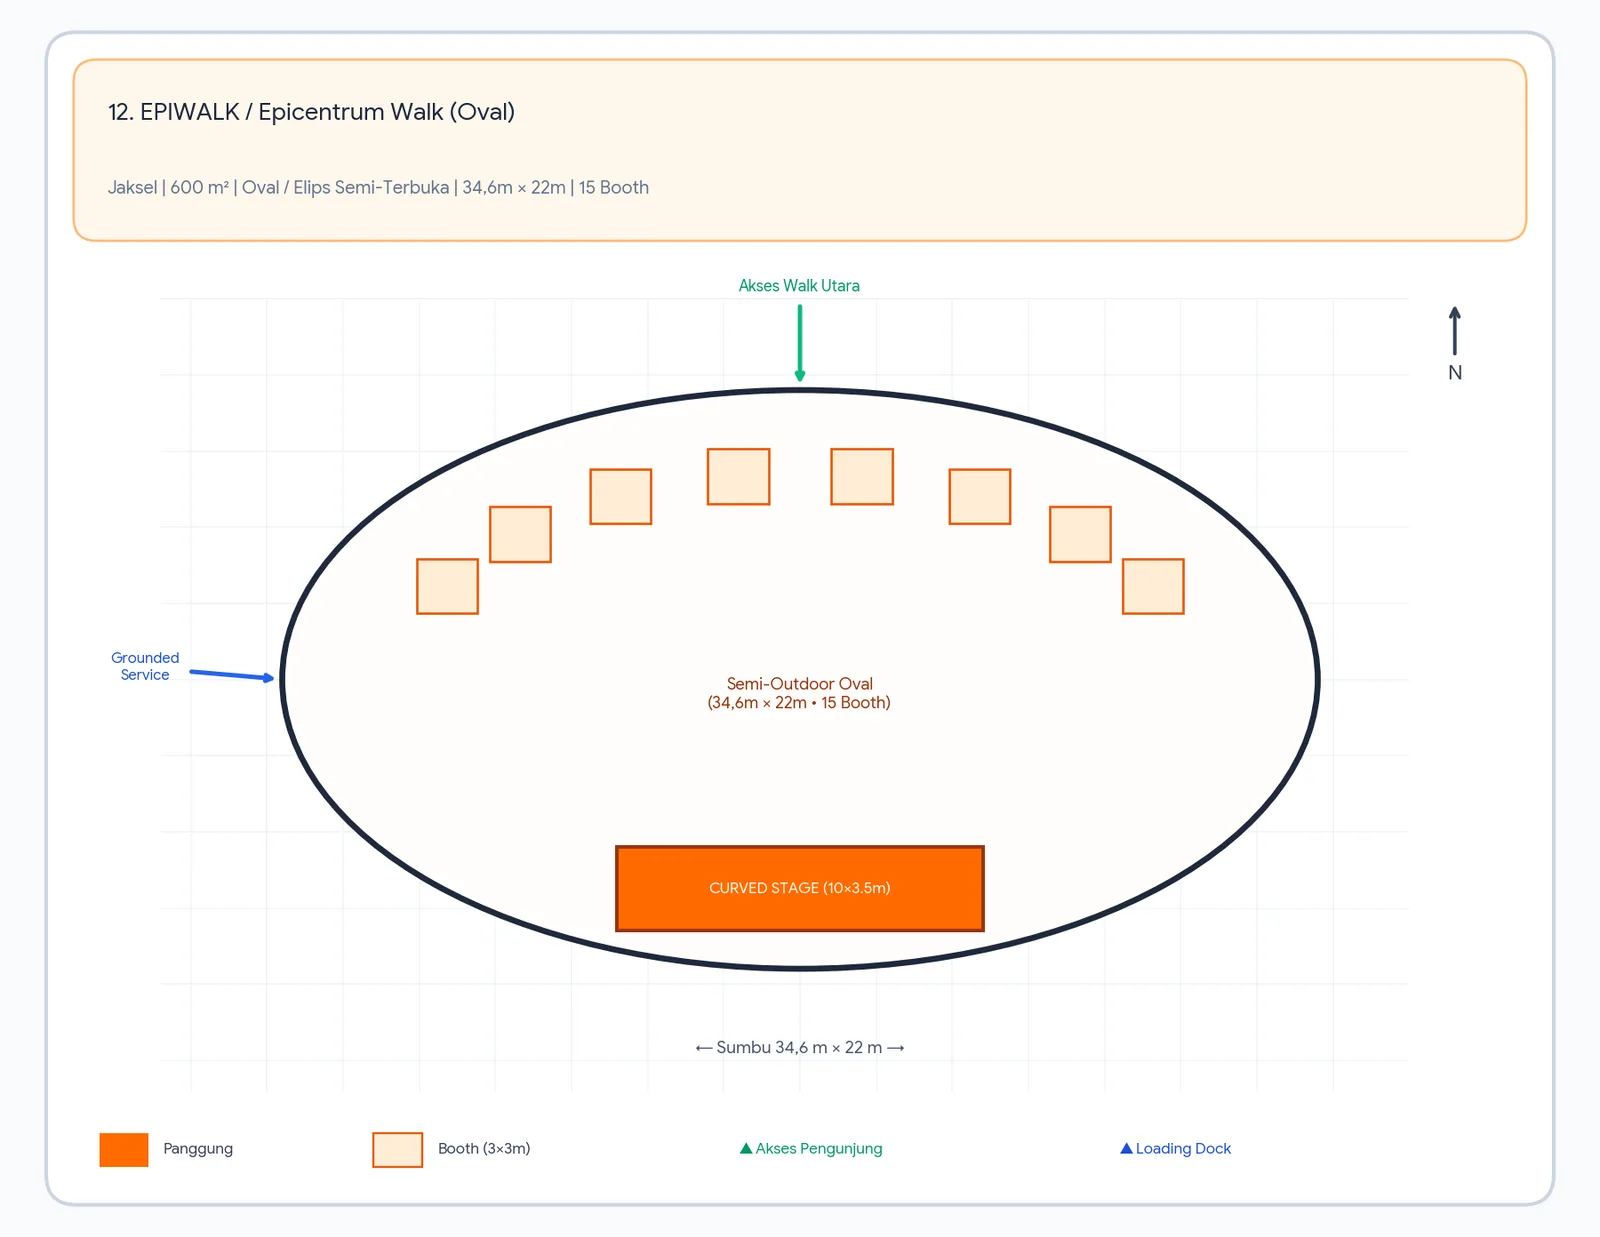 12. EPIWALK / Epicentrum Walk (Oval)
Jaksel | 600 m² | Oval / Elips Semi-Terbuka | 34,6m × 22m | 15 Booth
Akses Walk Utara
N
Grounded
Service
Semi-Outdoor Oval
(34,6m × 22m • 15 Booth)
CURVED STAGE (10×3.5m)
← Sumbu 34,6 m × 22 m →
Panggung
Booth (3×3m)
▲ Akses Pengunjung
▲ Loading Dock